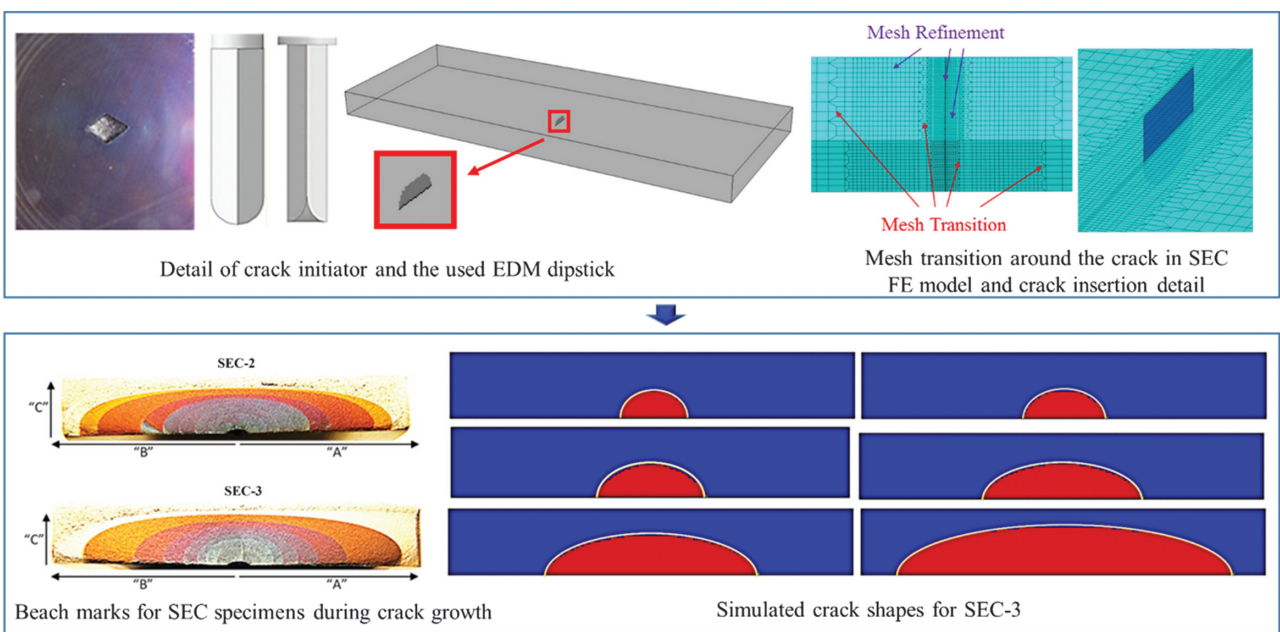 Mesh Refinement
Mesh Transition
Detail of crack initiator and the used EDM dipstick
Mesh transition around the crack in SEC
FE model and crack insertion detail
SEC-2
“C”
“B”
“A”
SEC-3
“C”
“B”
“A”
Beach marks for SEC specimens during crack growth
Simulated crack shapes for SEC-3